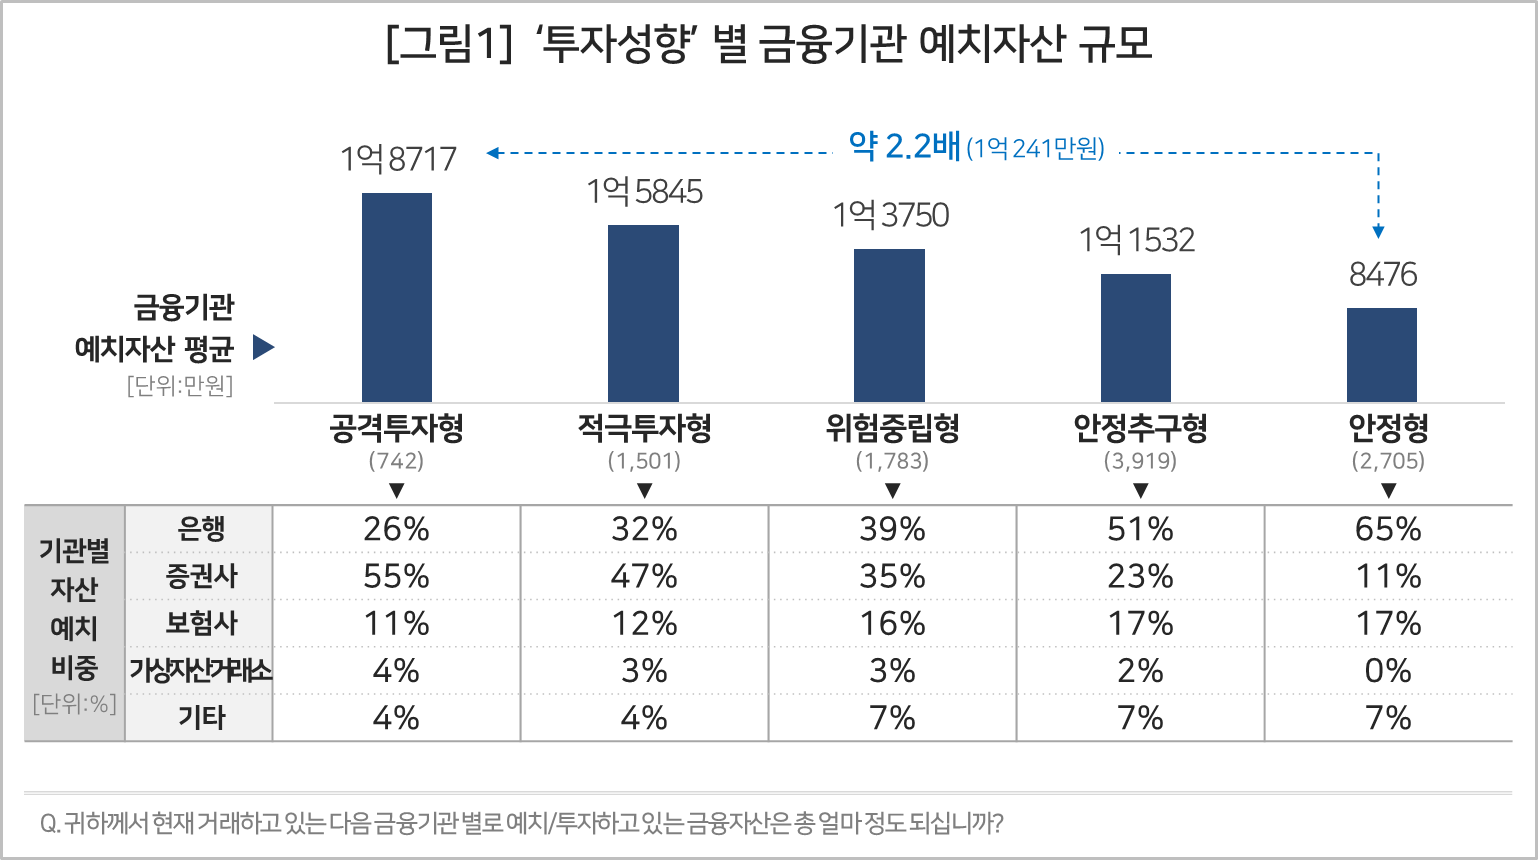 [그림1] ‘투자성향’ 별 금융기관 예치자산 규모
약 2.2배 (1억 241만원)
1억 8717
1억 5845
1억 3750
1억 1532
8476
금융기관
예치자산 평균 ▶
[단위:만원]
공격투자형 적극투자형 위험중립형 안정추구형 안정형
(742) (1,501) (1,783) (3,919) (2,705)
▼ ▼ ▼ ▼ ▼
기관별
자산
예치
비중
[단위:%]
은행 26% 32% 39% 51% 65%
증권사 55% 47% 35% 23% 11%
보험사 11% 12% 16% 17% 17%
가상자산거래소 4% 3% 3% 2% 0%
기타 4% 4% 7% 7% 7%
Q. 귀하께서 현재 거래하고 있는 다음 금융기관 별로 예치/투자하고 있는 금융자산은 총 얼마 정도 되십니까?